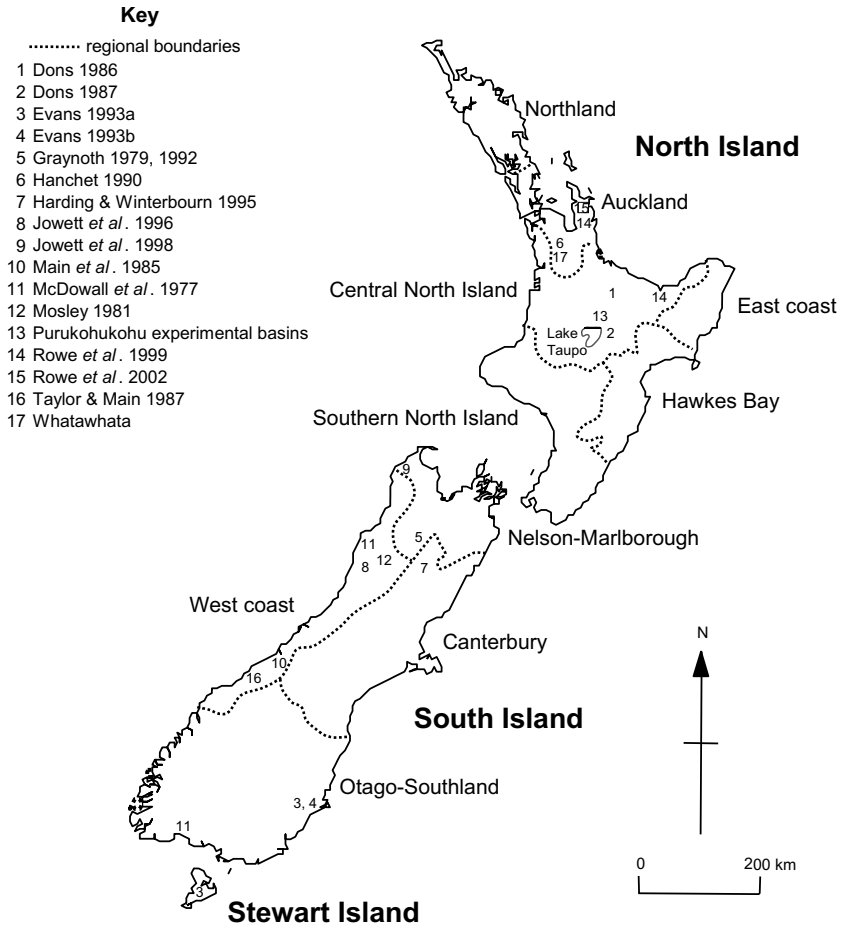 Key
regional boundaries
1 Dons 1986
2 Dons 1987
3 Evans 1993a
4 Evans 1993b
5 Graynoth 1979, 1992
6 Hanchet 1990
7 Harding & Winterbourn 1995
8 Jowett et al. 1996
9 Jowett et al. 1998
10 Main et al. 1985
11 McDowall et al. 1977
12 Mosley 1981
13 Purukohukohu experimental basins
14 Rowe et al. 1999
15 Rowe et al. 2002
16 Taylor & Main 1987
17 Whatawhata
Northland
North Island
Auckland
15
14
6
17
Central North Island
1
14
East coast
13
Lake
Taupo
2
Hawkes Bay
Southern North Island
9
Nelson-Marlborough
5
11
12
8
7
West coast
Canterbury
10
16
N
South Island
Otago-Southland
3, 4
11
0
200 km
3
Stewart Island